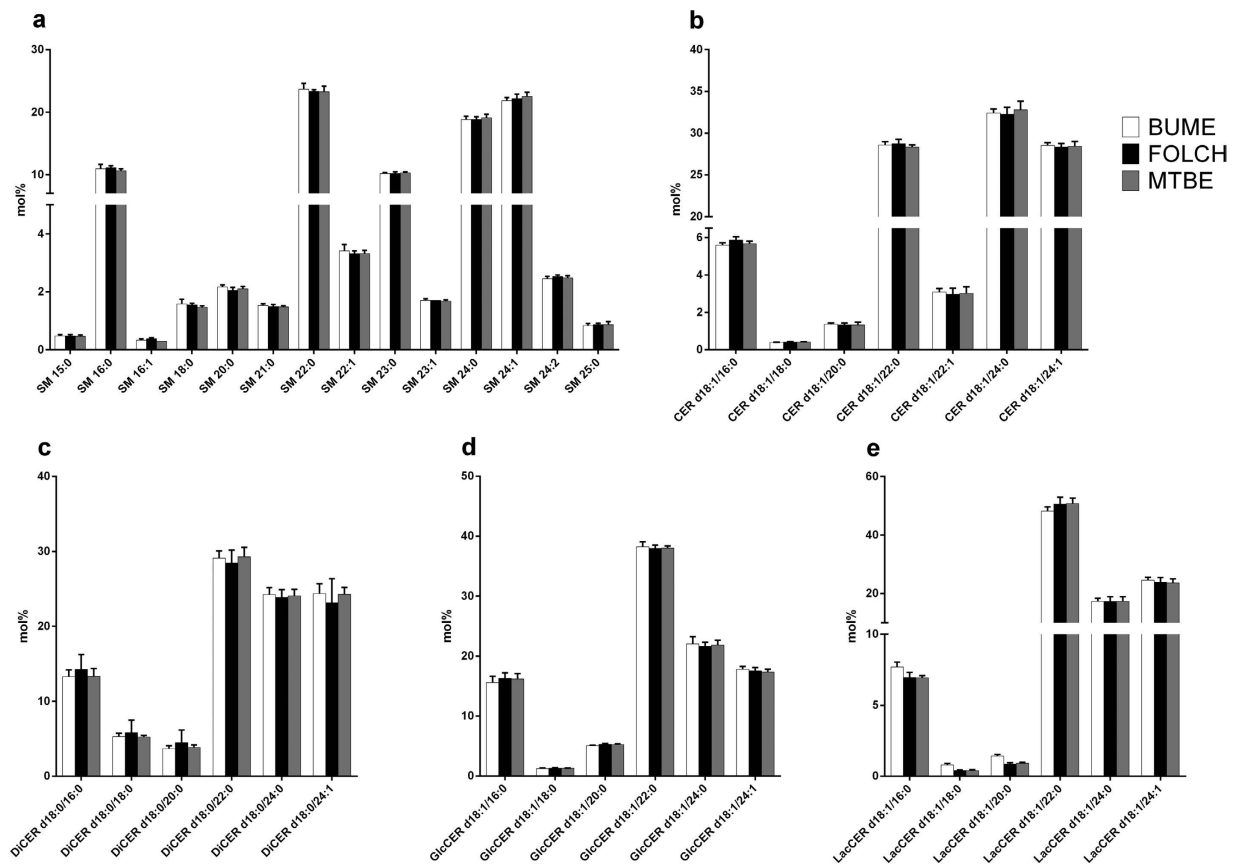 a
30
20
10
4
2
0
mol%
SM 15:0
SM 16:0
SM 16:1
SM 18:0
SM 20:0
SM 21:0
SM 22:0
SM 22:1
SM 23:0
SM 23:1
SM 24:0
SM 24:1
SM 24:2
SM 25:0
b
40
35
30
25
20
6
4
2
0
mol%
CER d18:1/16:0
CER d18:1/18:0
CER d18:1/20:0
CER d18:1/22:0
CER d18:1/22:1
CER d18:1/24:0
CER d18:1/24:1
BUME
FOLCH
MTBE
c
40
30
20
10
0
mol%
DiCER d18:0/16:0
DiCER d18:0/18:0
DiCER d18:0/20:0
DiCER d18:0/22:0
DiCER d18:0/24:0
DiCER d18:0/24:1
d
50
40
30
20
10
0
mol%
GlcCER d18:1/16:0
GlcCER d18:1/18:0
GlcCER d18:1/20:0
GlcCER d18:1/22:0
GlcCER d18:1/24:0
GlcCER d18:1/24:1
e
60
40
20
10
5
0
mol%
LacCER d18:1/16:0
LacCER d18:1/18:0
LacCER d18:1/20:0
LacCER d18:1/22:0
LacCER d18:1/24:0
LacCER d18:1/24:1